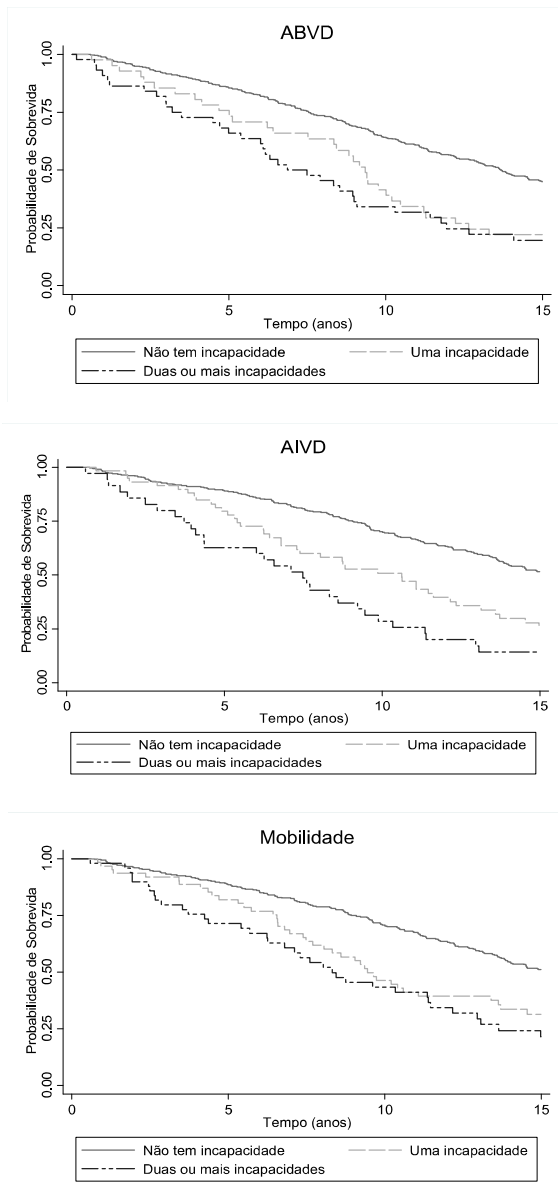 ABVD
Probabilidade de Sobrevida
1.00
0.75
0.50
0.25
0.00
0 5 10 15
Tempo (anos)
Não tem incapacidade Uma incapacidade
Duas ou mais incapacidades
AIVD
Probabilidade de Sobrevida
1.00
0.75
0.50
0.25
0.00
0 5 10 15
Tempo (anos)
Não tem incapacidade Uma incapacidade
Duas ou mais incapacidades
Mobilidade
Probabilidade de Sobrevida
1.00
0.75
0.50
0.25
0.00
0 5 10 15
Tempo (anos)
Não tem incapacidade Uma incapacidade
Duas ou mais incapacidades